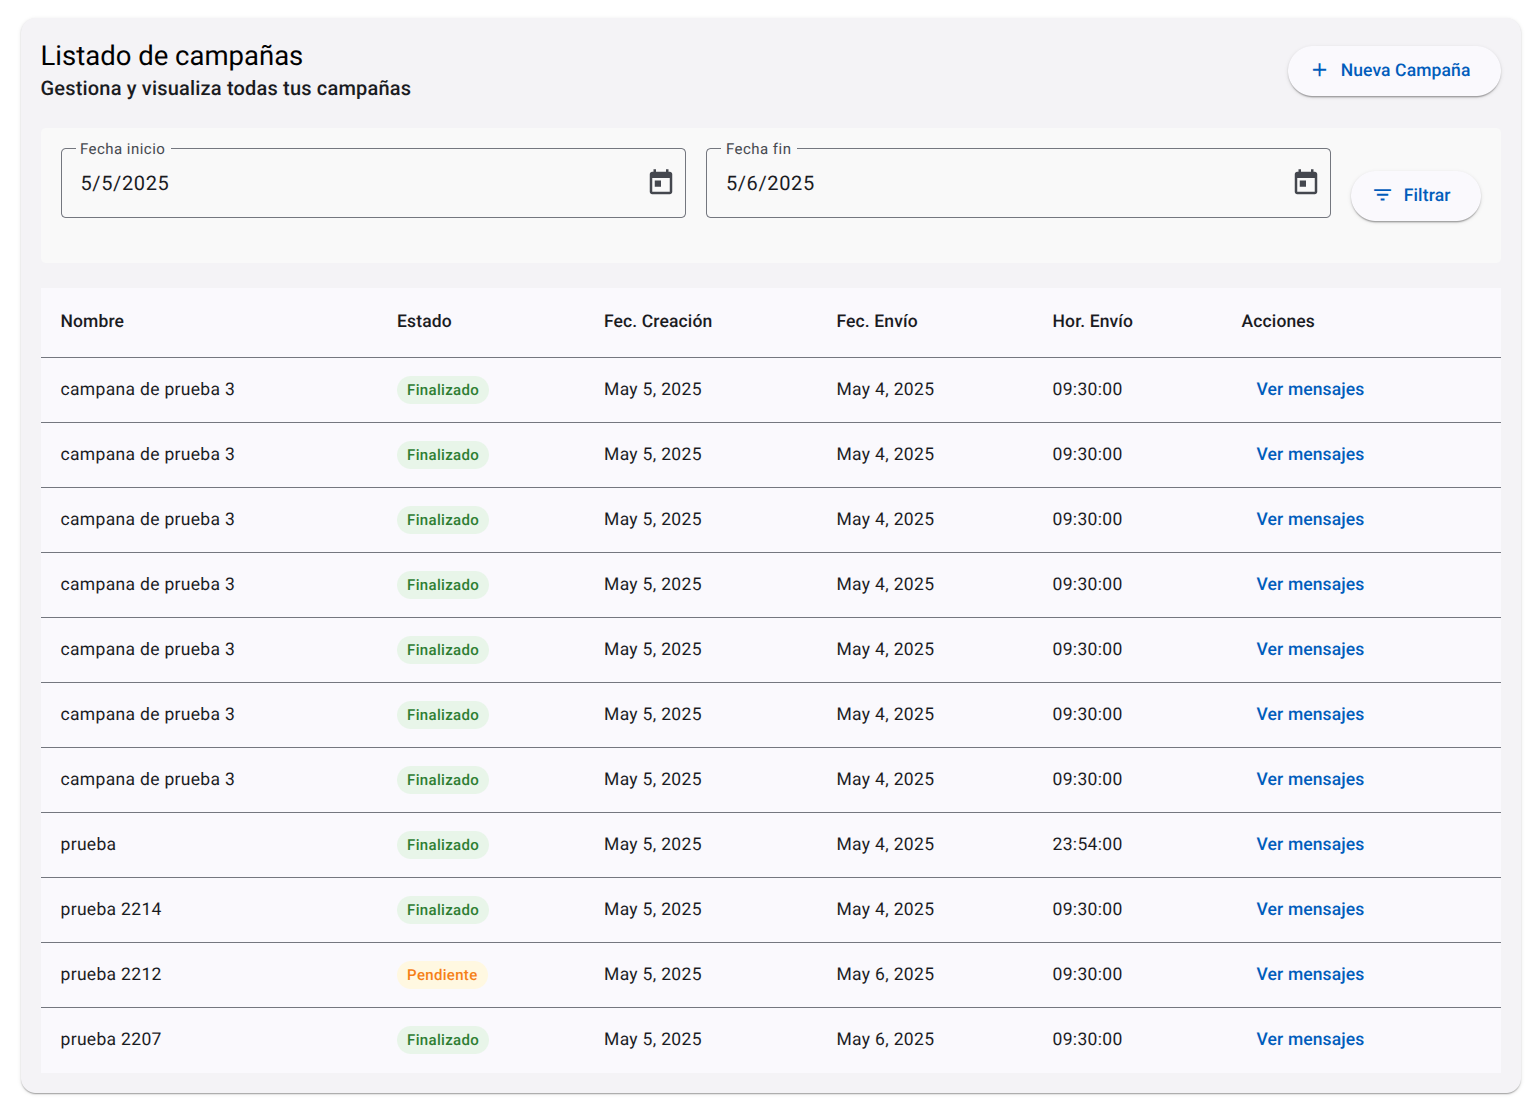 Listado de campañas
Gestiona y visualiza todas tus campañas
Nueva Campaña
Fecha inicio
5/5/2025
Fecha fin
5/6/2025
Filtrar
Nombre Estado Fec. Creación Fec. Envío Hor. Envío Acciones
campana de prueba 3 Finalizado May 5, 2025 May 4, 2025 09:30:00 Ver mensajes
campana de prueba 3 Finalizado May 5, 2025 May 4, 2025 09:30:00 Ver mensajes
campana de prueba 3 Finalizado May 5, 2025 May 4, 2025 09:30:00 Ver mensajes
campana de prueba 3 Finalizado May 5, 2025 May 4, 2025 09:30:00 Ver mensajes
campana de prueba 3 Finalizado May 5, 2025 May 4, 2025 09:30:00 Ver mensajes
campana de prueba 3 Finalizado May 5, 2025 May 4, 2025 09:30:00 Ver mensajes
campana de prueba 3 Finalizado May 5, 2025 May 4, 2025 09:30:00 Ver mensajes
prueba Finalizado May 5, 2025 May 4, 2025 23:54:00 Ver mensajes
prueba 2214 Finalizado May 5, 2025 May 4, 2025 09:30:00 Ver mensajes
prueba 2212 Pendiente May 5, 2025 May 6, 2025 09:30:00 Ver mensajes
prueba 2207 Finalizado May 5, 2025 May 6, 2025 09:30:00 Ver mensajes